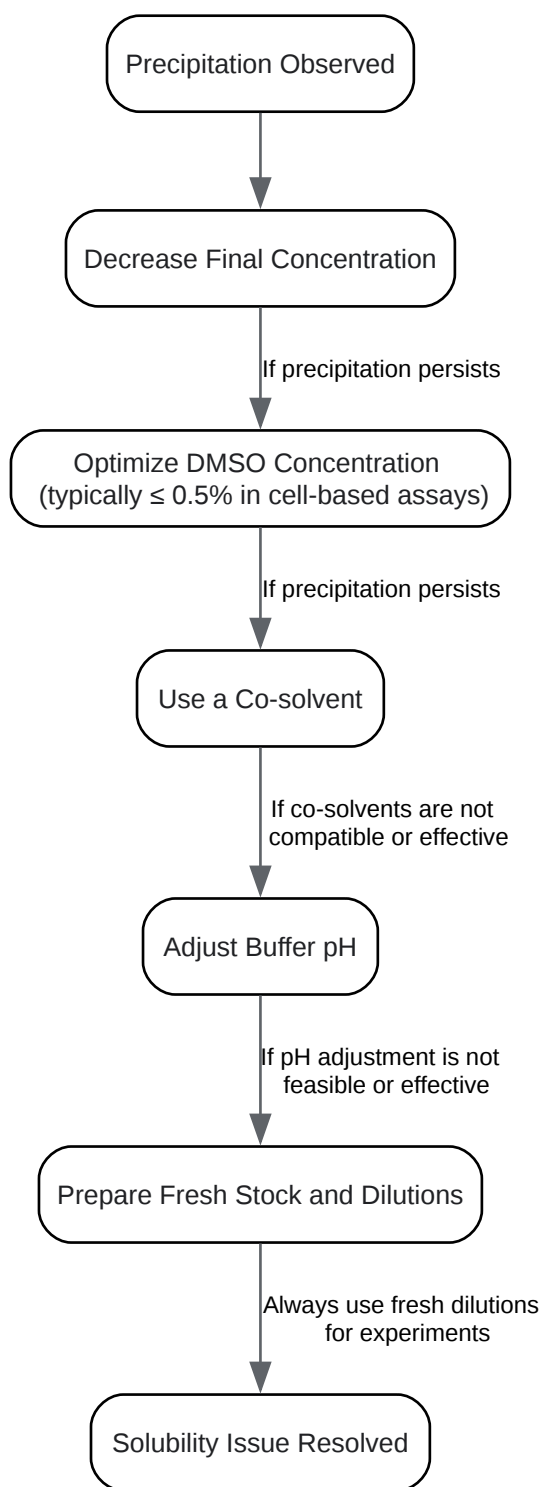 Precipitation Observed
Decrease Final Concentration
If precipitation persists
Optimize DMSO Concentration
(typically ≤ 0.5% in cell-based assays)
If precipitation persists
Use a Co-solvent
If co-solvents are not
compatible or effective
Adjust Buffer pH
If pH adjustment is not
feasible or effective
Prepare Fresh Stock and Dilutions
Always use fresh dilutions
for experiments
Solubility Issue Resolved